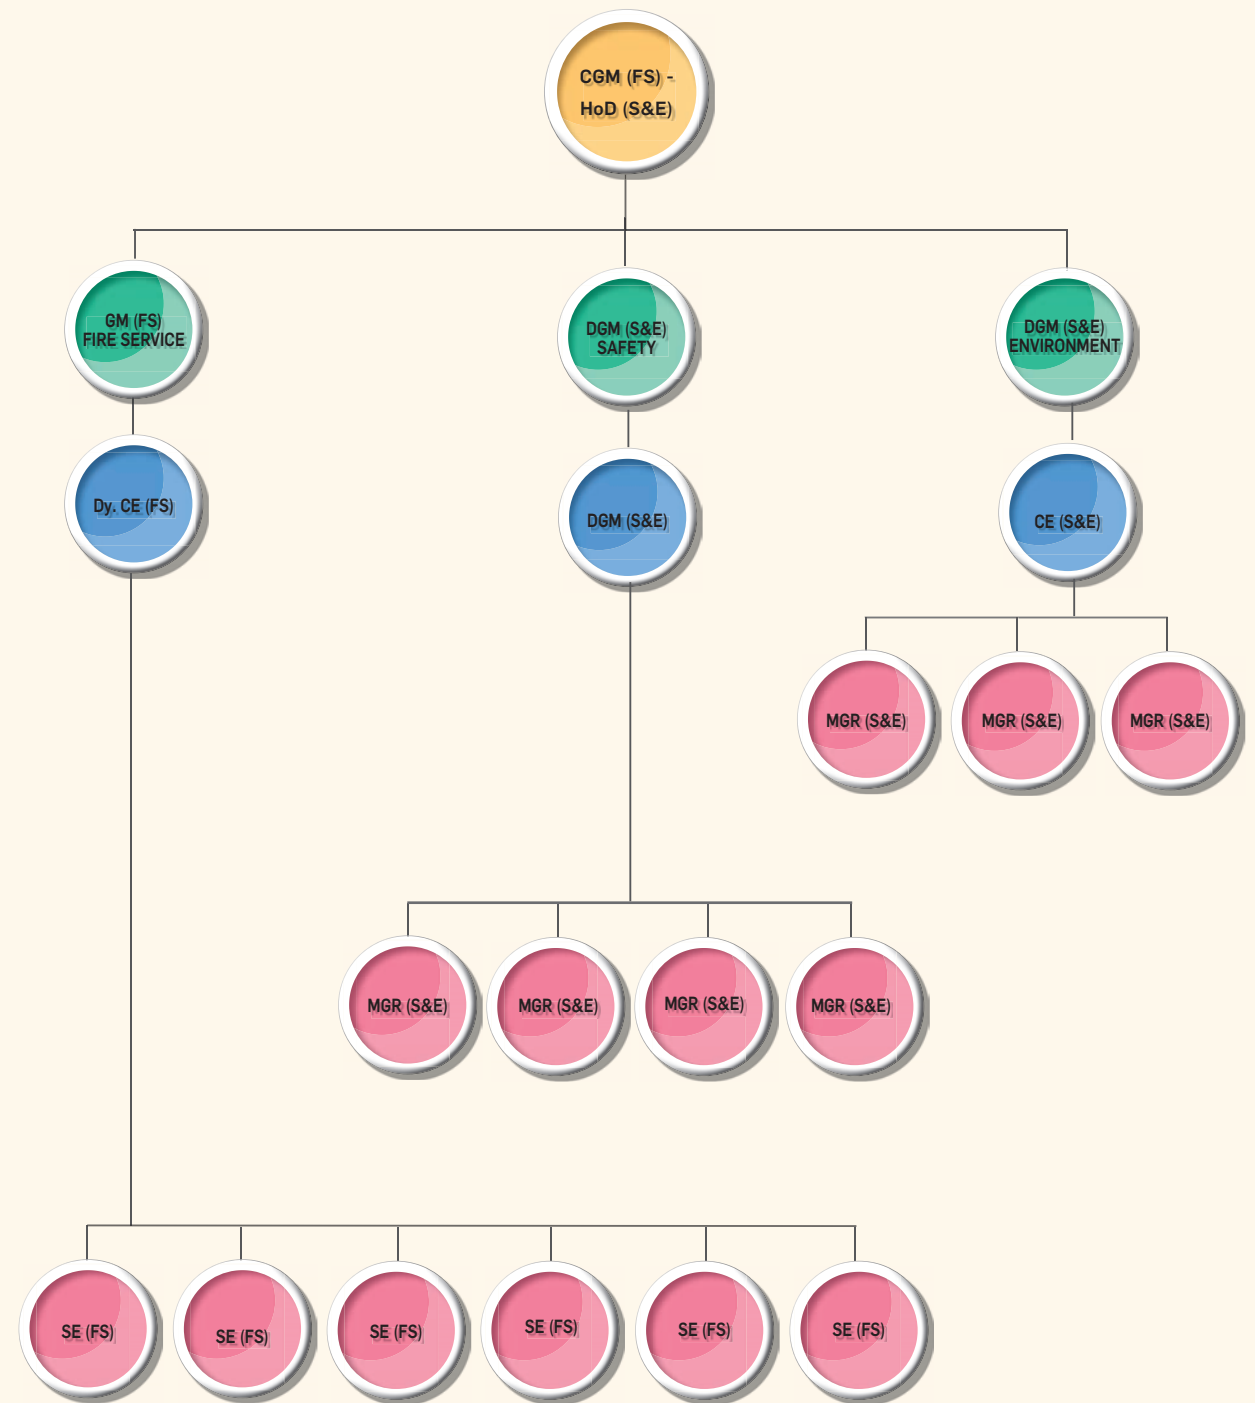 CGM (FS) -
HoD (S&E)
GM (FS)
FIRE SERVICE
DGM (S&E)
SAFETY
DGM (S&E)
ENVIRONMENT
Dy. CE (FS)
DGM (S&E)
CE (S&E)
MGR (S&E)
MGR (S&E)
MGR (S&E)
MGR (S&E)
MGR (S&E)
MGR (S&E)
MGR (S&E)
SE (FS)
SE (FS)
SE (FS)
SE (FS)
SE (FS)
SE (FS)